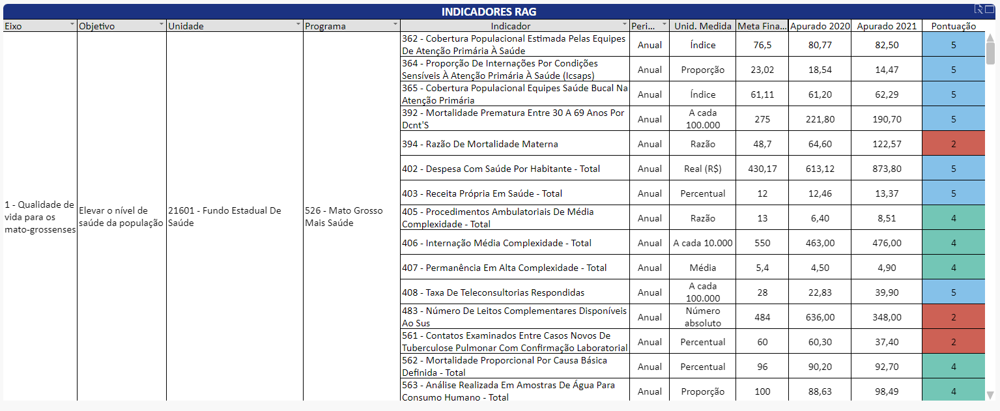 INDICADORES RAG
Eixo Objetivo Unidade Programa Indicador Peri... Unid. Medida Meta Fina... Apurado 2020 Apurado 2021 Pontuação
1 - Qualidade de
vida para os
mato-grossenses
Elevar o nível de
saúde da população
21601 - Fundo Estadual De
Saúde
526 - Mato Grosso
Mais Saúde
362 - Cobertura Populacional Estimada Pelas Equipes
De Atenção Primária À Saúde
Anual Índice 76,5 80,77 82,50 5
364 - Proporção De Internações Por Condições
Sensíveis À Atenção Primária À Saúde (Icsaps)
Anual Proporção 23,02 18,54 14,47 5
365 - Cobertura Populacional Equipes Saúde Bucal Na
Atenção Primária
Anual Índice 61,11 61,20 62,29 5
392 - Mortalidade Prematura Entre 30 A 69 Anos Por
Dcnt'S
Anual A cada
100.000
275 221,80 190,70 5
394 - Razão De Mortalidade Materna Anual Razão 48,7 64,60 122,57 2
402 - Despesa Com Saúde Por Habitante - Total Anual Real (R$) 430,17 613,12 873,80 5
403 - Receita Própria Em Saúde - Total Anual Percentual 12 12,46 13,37 5
405 - Procedimentos Ambulatoriais De Média
Complexidade - Total
Anual Razão 13 6,40 8,51 4
406 - Internação Média Complexidade - Total Anual A cada 10.000 550 463,00 476,00 4
407 - Permanência Em Alta Complexidade - Total Anual Média 5,4 4,50 4,90 4
408 - Taxa De Teleconsultorias Respondidas Anual A cada
100.000
28 22,83 39,90 5
483 - Número De Leitos Complementares Disponíveis
Ao Sus
Anual Número
absoluto
484 636,00 348,00 2
561 - Contatos Examinados Entre Casos Novos De
Tuberculose Pulmonar Com Confirmação Laboratorial
Anual Percentual 60 60,30 37,40 2
562 - Mortalidade Proporcional Por Causa Básica
Definida - Total
Anual Percentual 96 90,20 92,70 4
563 - Análise Realizada Em Amostras De Água Para
Consumo Humano - Total
Anual Proporção 100 88,63 98,49 4